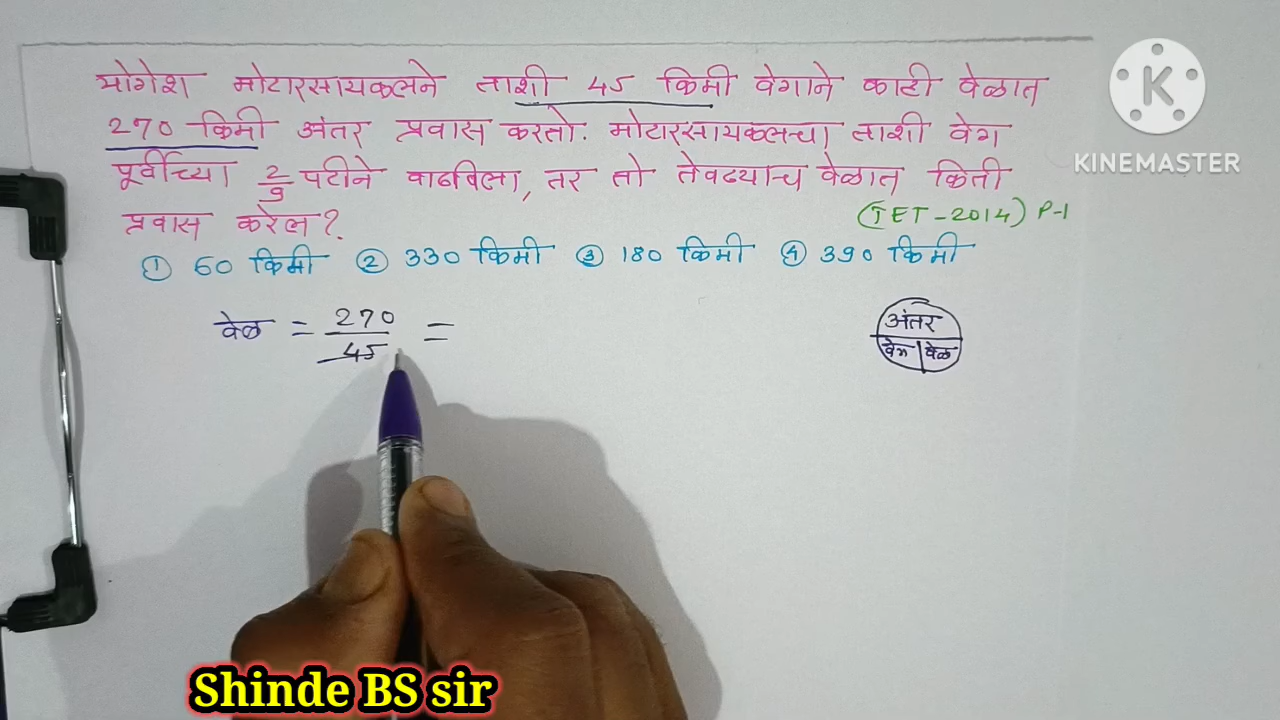 योगेश मोटारसायकलने ताशी 45 किमी वेगाने काही वेळात
270 किमी अंतर प्रवास करतो. मोटारसायकलचा ताशी वेग
पूर्वीच्या 2/9 पटीने वाढविला, तर तो तेवढ्याच वेळात किती
प्रवास करेल?
(TET-2014) P-1
① 60 किमी ② 330 किमी ③ 180 किमी ④ 390 किमी
वेळ = 270/45 =
अंतर
वेग | वेळ
K
KINEMASTER
Shinde BS sir